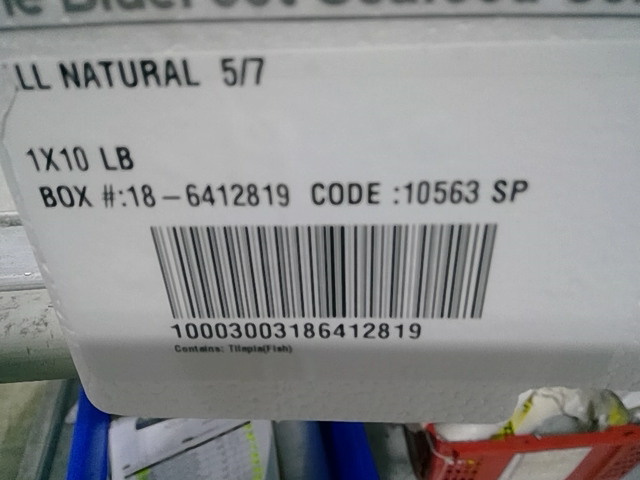 LL NATURAL 5/7
1X10 LB
BOX #:18-6412819 CODE :10563 SP
10003003186412819
Contains: Tilapia(Fish)